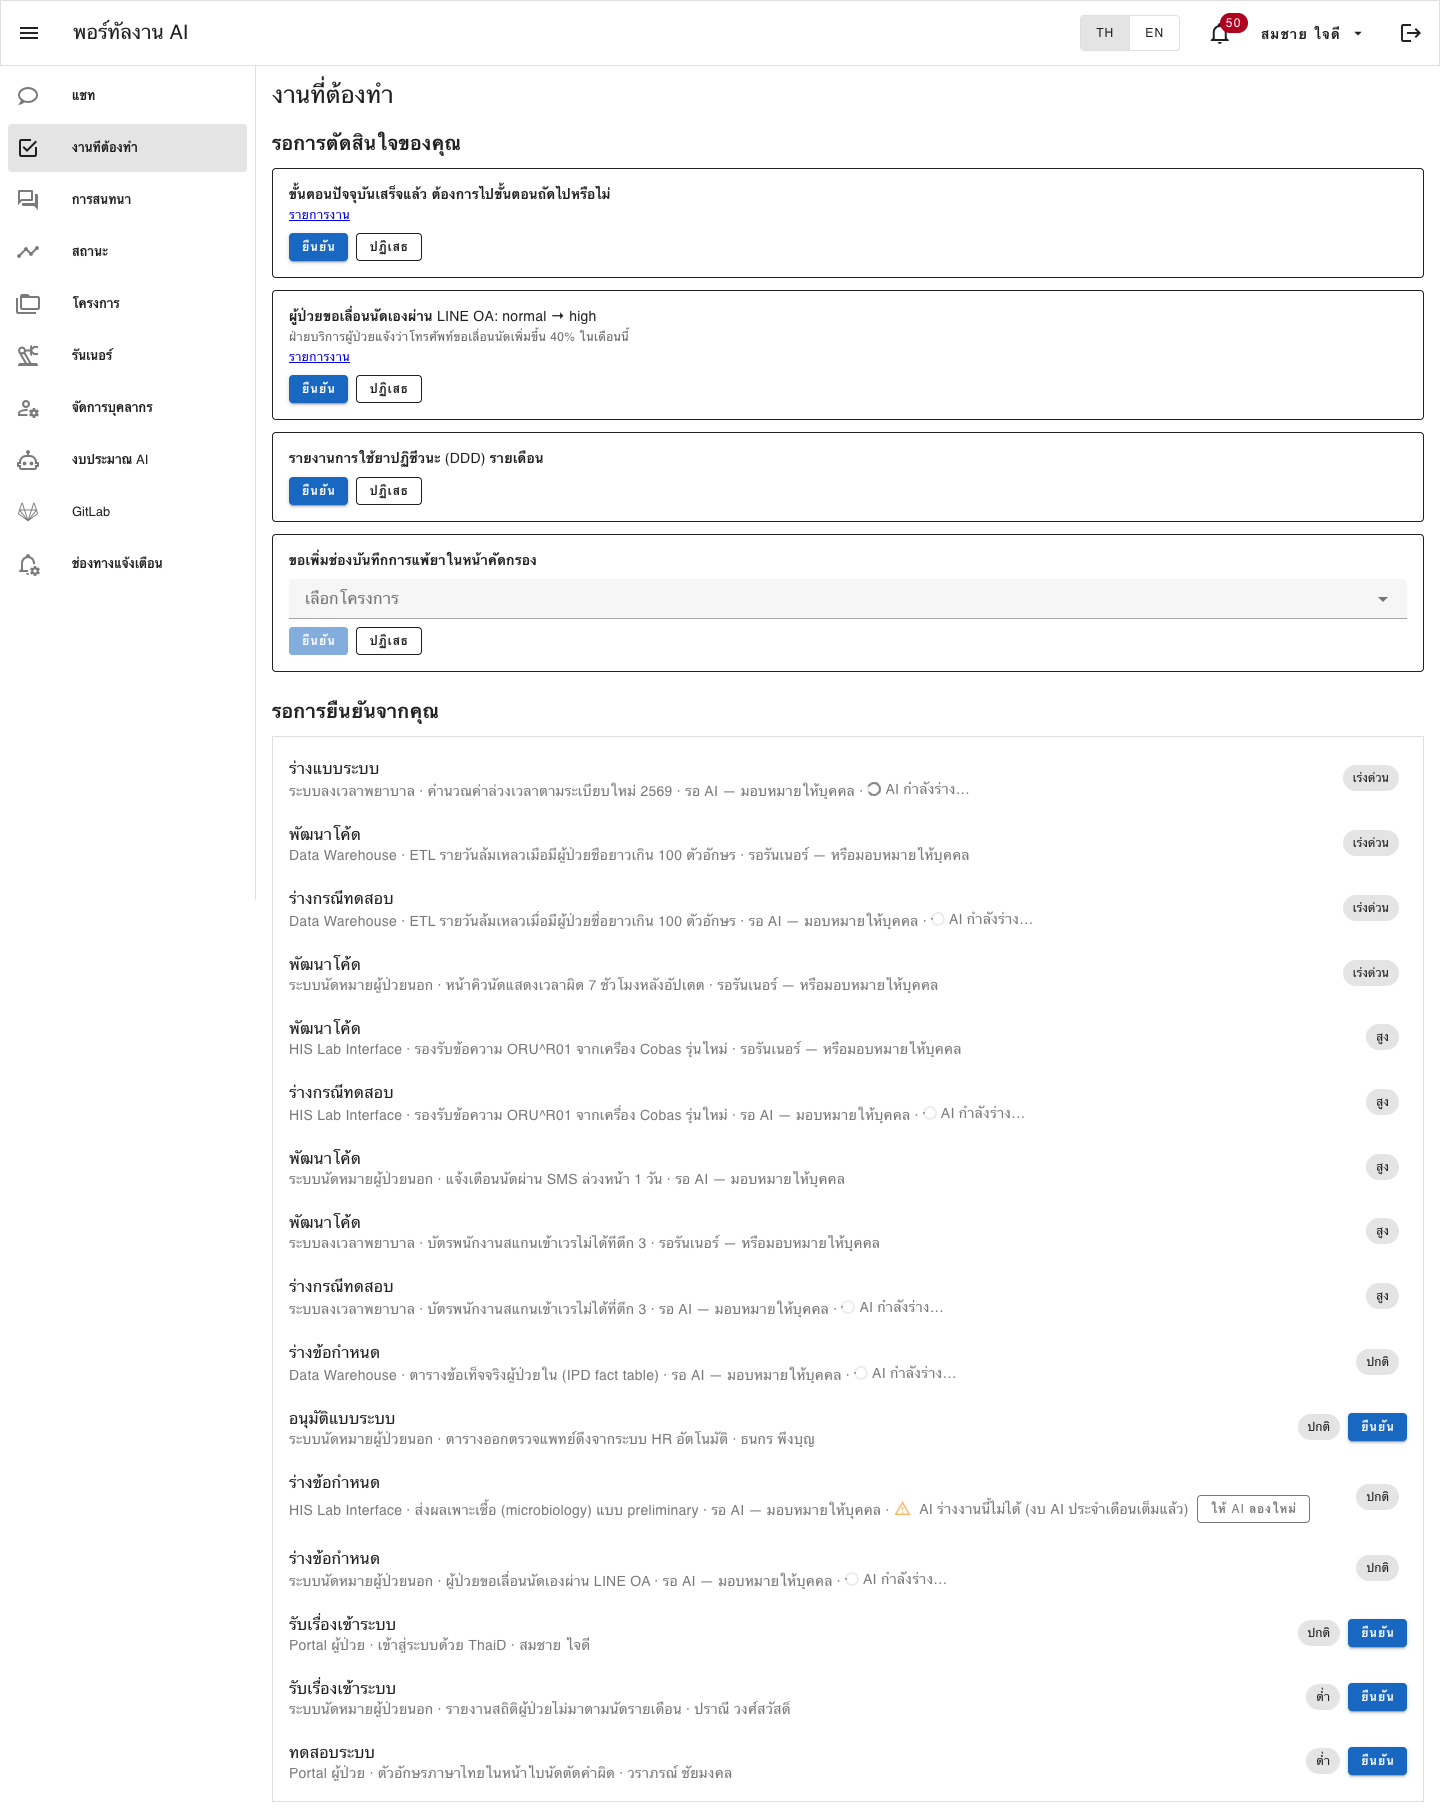 พอร์ทัลงาน AI
TH
EN
50
สมชาย ใจดี
แชท
งานที่ต้องทำ
การสนทนา
สถานะ
โครงการ
รันเนอร์
จัดการบุคลากร
งบประมาณ AI
GitLab
ช่องทางแจ้งเตือน
งานที่ต้องทำ
รอการตัดสินใจของคุณ
ขั้นตอนปัจจุบันเสร็จแล้ว ต้องการไปขั้นตอนถัดไปหรือไม่
รายการงาน
ยืนยัน ปฏิเสธ
ผู้ป่วยขอเลื่อนนัดเองผ่าน LINE OA: normal → high
ฝ่ายบริการผู้ป่วยแจ้งว่าโทรศัพท์ขอเลื่อนนัดเพิ่มขึ้น 40% ในเดือนนี้
รายการงาน
ยืนยัน ปฏิเสธ
รายงานการใช้ยาปฏิชีวนะ (DDD) รายเดือน
ยืนยัน ปฏิเสธ
ขอเพิ่มช่องบันทึกการแพ้ยาในหน้าคัดกรอง
เลือกโครงการ
ยืนยัน ปฏิเสธ
รอการยืนยันจากคุณ
ร่างแบบระบบ
ระบบลงเวลาพยาบาล · คำนวณค่าล่วงเวลาตามระเบียบใหม่ 2569 · รอ AI — มอบหมายให้บุคคล · AI กำลังร่าง…
เร่งด่วน
พัฒนาโค้ด
Data Warehouse · ETL รายวันล้มเหลวเมื่อมีผู้ป่วยชื่อยาวเกิน 100 ตัวอักษร · รอรันเนอร์ — หรือมอบหมายให้บุคคล
เร่งด่วน
ร่างกรณีทดสอบ
Data Warehouse · ETL รายวันล้มเหลวเมื่อมีผู้ป่วยชื่อยาวเกิน 100 ตัวอักษร · รอ AI — มอบหมายให้บุคคล · AI กำลังร่าง…
เร่งด่วน
พัฒนาโค้ด
ระบบนัดหมายผู้ป่วยนอก · หน้าคิวนัดแสดงเวลาผิด 7 ชั่วโมงหลังอัปเดต · รอรันเนอร์ — หรือมอบหมายให้บุคคล
เร่งด่วน
พัฒนาโค้ด
HIS Lab Interface · รองรับข้อความ ORU^R01 จากเครื่อง Cobas รุ่นใหม่ · รอรันเนอร์ — หรือมอบหมายให้บุคคล
สูง
ร่างกรณีทดสอบ
HIS Lab Interface · รองรับข้อความ ORU^R01 จากเครื่อง Cobas รุ่นใหม่ · รอ AI — มอบหมายให้บุคคล · AI กำลังร่าง…
สูง
พัฒนาโค้ด
ระบบนัดหมายผู้ป่วยนอก · แจ้งเตือนนัดผ่าน SMS ล่วงหน้า 1 วัน · รอ AI — มอบหมายให้บุคคล
สูง
พัฒนาโค้ด
ระบบลงเวลาพยาบาล · บัตรพนักงานสแกนเข้าเวรไม่ได้ที่ตึก 3 · รอรันเนอร์ — หรือมอบหมายให้บุคคล
สูง
ร่างกรณีทดสอบ
ระบบลงเวลาพยาบาล · บัตรพนักงานสแกนเข้าเวรไม่ได้ที่ตึก 3 · รอ AI — มอบหมายให้บุคคล · AI กำลังร่าง…
สูง
ร่างข้อกำหนด
Data Warehouse · ตารางข้อเท็จจริงผู้ป่วยใน (IPD fact table) · รอ AI — มอบหมายให้บุคคล · AI กำลังร่าง…
ปกติ
อนุมัติแบบระบบ
ระบบนัดหมายผู้ป่วยนอก · ตารางออกตรวจแพทย์ดึงจากระบบ HR อัตโนมัติ · ธนกร พึ่งบุญ
ปกติ ยืนยัน
ร่างข้อกำหนด
HIS Lab Interface · ส่งผลเพาะเชื้อ (microbiology) แบบ preliminary · รอ AI — มอบหมายให้บุคคล · AI ร่างงานนี้ไม่ได้ (งบ AI ประจำเดือนเต็มแล้ว) ให้ AI ลองใหม่
ปกติ
ร่างข้อกำหนด
ระบบนัดหมายผู้ป่วยนอก · ผู้ป่วยขอเลื่อนนัดเองผ่าน LINE OA · รอ AI — มอบหมายให้บุคคล · AI กำลังร่าง…
ปกติ
รับเรื่องเข้าระบบ
Portal ผู้ป่วย · เข้าสู่ระบบด้วย ThaiD · สมชาย ใจดี
ปกติ ยืนยัน
รับเรื่องเข้าระบบ
ระบบนัดหมายผู้ป่วยนอก · รายงานสถิติผู้ป่วยไม่มาตามนัดรายเดือน · ปราณี วงศ์สวัสดิ์
ต่ำ ยืนยัน
ทดสอบระบบ
Portal ผู้ป่วย · ตัวอักษรภาษาไทยในหน้าใบนัดตัดคำผิด · วราภรณ์ ชัยมงคล
ต่ำ ยืนยัน